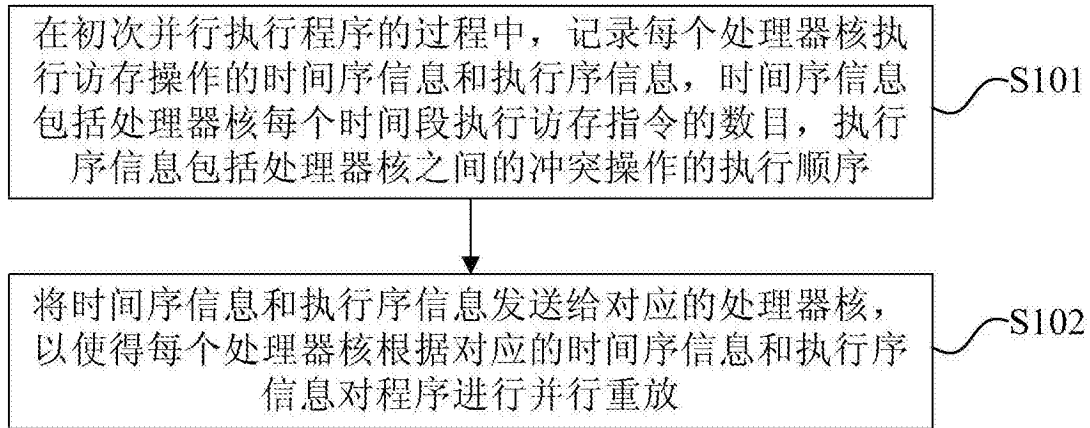 在初次并行执行程序的过程中，记录每个处理器核执
行访存操作的时间序信息和执行序信息，时间序信息
包括处理器核每个时间段执行访存指令的数目，执行
序信息包括处理器核之间的冲突操作的执行顺序
S101
将时间序信息和执行序信息发送给对应的处理器核，
以使得每个处理器核根据对应的时间序信息和执行序
信息对程序进行并行重放
S102